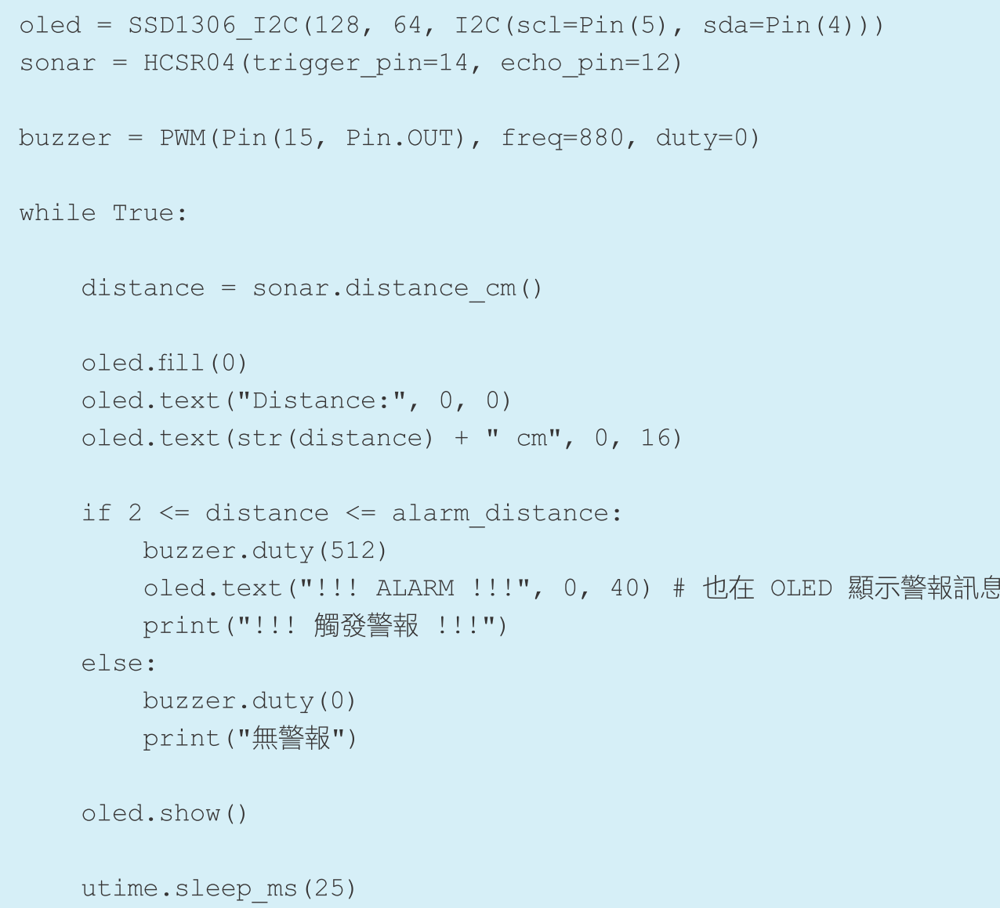 oled = SSD1306_I2C(128, 64, I2C(scl=Pin(5), sda=Pin(4)))
sonar = HCSR04(trigger_pin=14, echo_pin=12)
buzzer = PWM(Pin(15, Pin.OUT), freq=880, duty=0)
while True:
    distance = sonar.distance_cm()
    oled.fill(0)
    oled.text("Distance:", 0, 0)
    oled.text(str(distance) + " cm", 0, 16)
    if 2 <= distance <= alarm_distance:
        buzzer.duty(512)
        oled.text("!!! ALARM !!!", 0, 40) # 也在 OLED 顯示警報訊息
        print("!!! 觸發警報 !!!")
    else:
        buzzer.duty(0)
        print("無警報")
    oled.show()
    utime.sleep_ms(25)